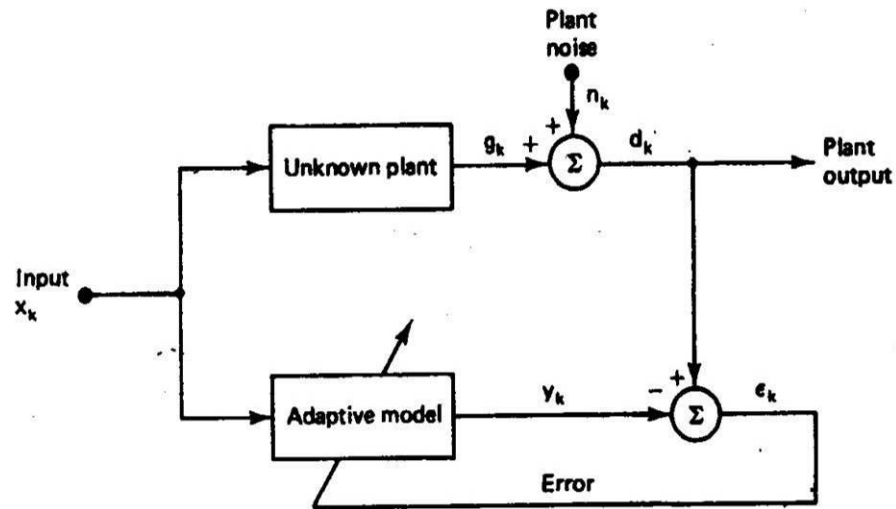 Plant
noise
n_k
+
Unknown plant
g_k
+
Σ
d_k
Plant
output
Input
x_k
Adaptive model
y_k
−
+
Σ
ϵ_k
Error